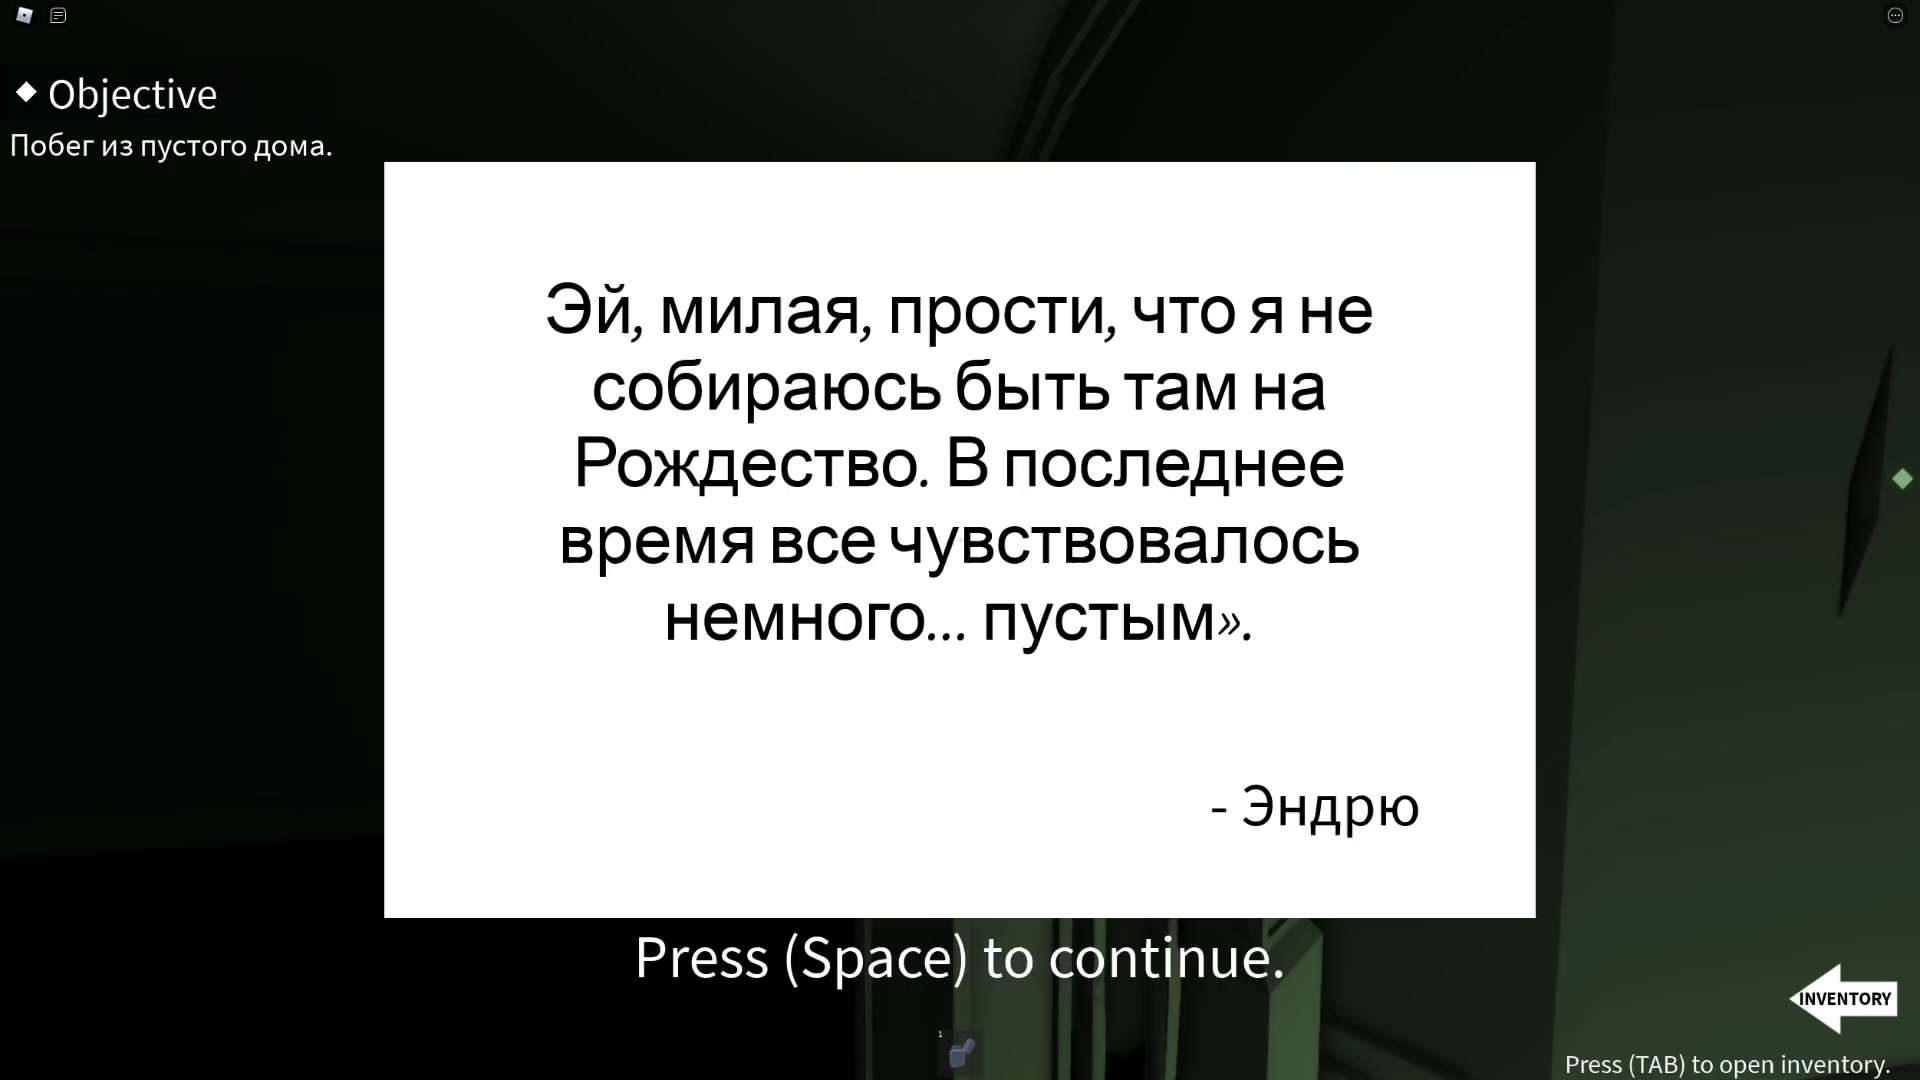 ◆ Objective
Побег из пустого дома.
Эй, милая, прости, что я не
собираюсь быть там на
Рождество. В последнее
время все чувствовалось
немного... пустым».
- Эндрю
Press (Space) to continue.
1
INVENTORY
Press (TAB) to open inventory.